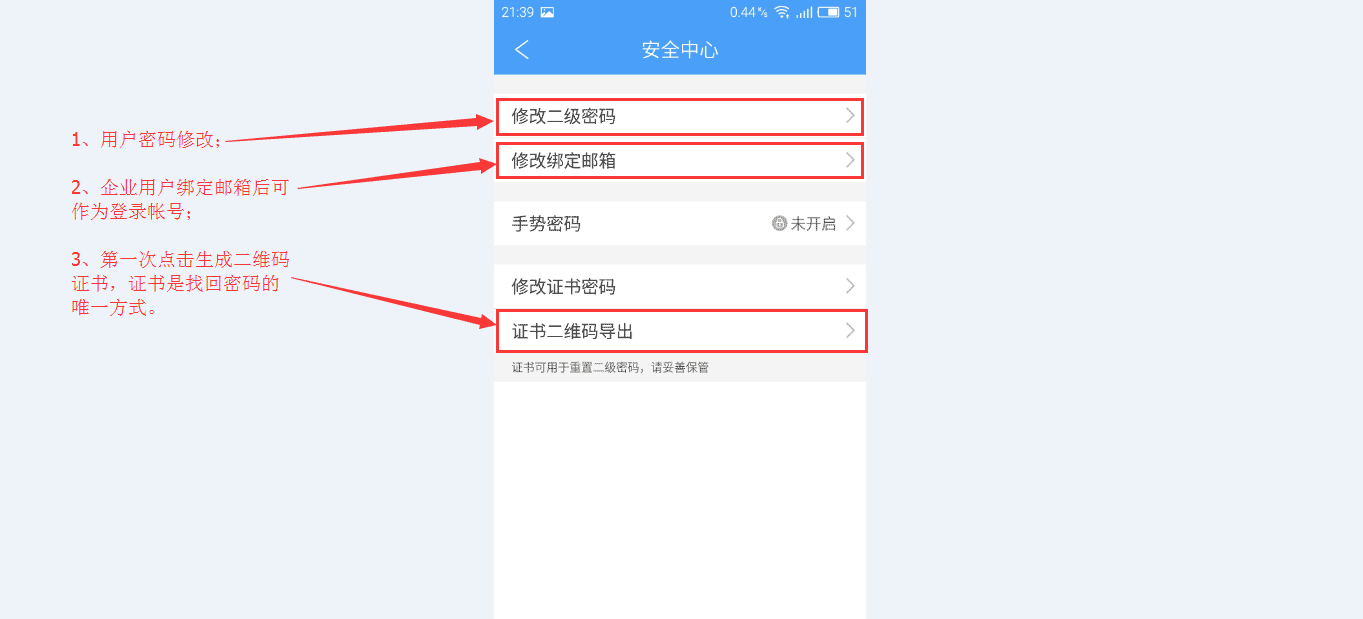 21:39
0.44 ᴷ/s
51
安全中心
修改二级密码
修改绑定邮箱
手势密码
未开启
修改证书密码
证书二维码导出
证书可用于重置二级密码，请妥善保管
1、用户密码修改;
2、企业用户绑定邮箱后可
作为登录帐号;
3、第一次点击生成二维码
证书，证书是找回密码的
唯一方式。